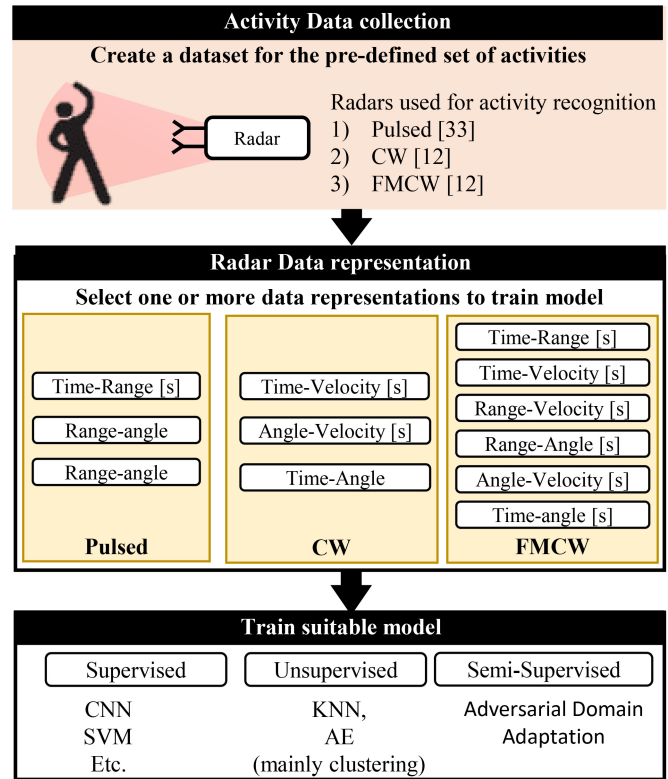 Activity Data collection
Create a dataset for the pre-defined set of activities
Radar
Radars used for activity recognition
1) Pulsed [33]
2) CW [12]
3) FMCW [12]
Radar Data representation
Select one or more data representations to train model
Time-Range [s]
Range-angle
Range-angle
Pulsed
Time-Velocity [s]
Angle-Velocity [s]
Time-Angle
CW
Time-Range [s]
Time-Velocity [s]
Range-Velocity [s]
Range-Angle [s]
Angle-Velocity [s]
Time-angle [s]
FMCW
Train suitable model
Supervised
CNN
SVM
Etc.
Unsupervised
KNN,
AE
(mainly clustering)
Semi-Supervised
Adversarial Domain
Adaptation